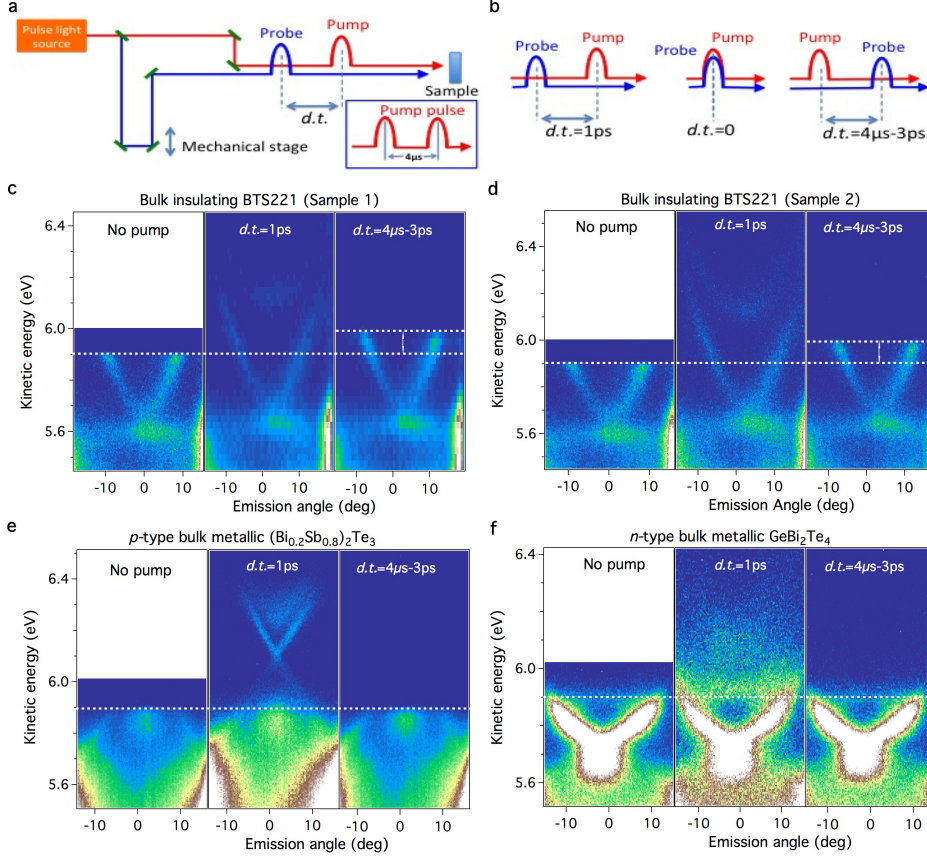 a
Pulse light
source
Probe
Pump
Sample
d.t.
Mechanical stage
Pump pulse
4µs
b
Probe
Pump
d.t.=1ps
Probe
Pump
d.t.=0
Pump
Probe
d.t.=4µs-3ps
c
Bulk insulating BTS221 (Sample 1)
No pump
d.t.=1ps
d.t.=4µs-3ps
Kinetic energy (eV)
6.4
6.0
5.6
-10 0 10 -10 0 10 -10 0 10
Emission angle (deg)
d
Bulk insulating BTS221 (Sample 2)
No pump
d.t.=1ps
d.t.=4µs-3ps
Kinetic energy (eV)
6.4
6.0
5.6
-10 0 10 -10 0 10 -10 0 10
Emission Angle (deg)
e
p-type bulk metallic (Bi0.2Sb0.8)2Te3
No pump
d.t.=1ps
d.t.=4µs-3ps
Kinetic energy (eV)
6.4
6.0
5.6
-10 0 10 -10 0 10 -10 0 10
Emission angle (deg)
f
n-type bulk metallic GeBi2Te4
No pump
d.t.=1ps
d.t.=4µs-3ps
Kinetic energy (eV)
6.4
6.0
5.6
-10 0 10 -10 0 10 -10 0 10
Emission angle (deg)